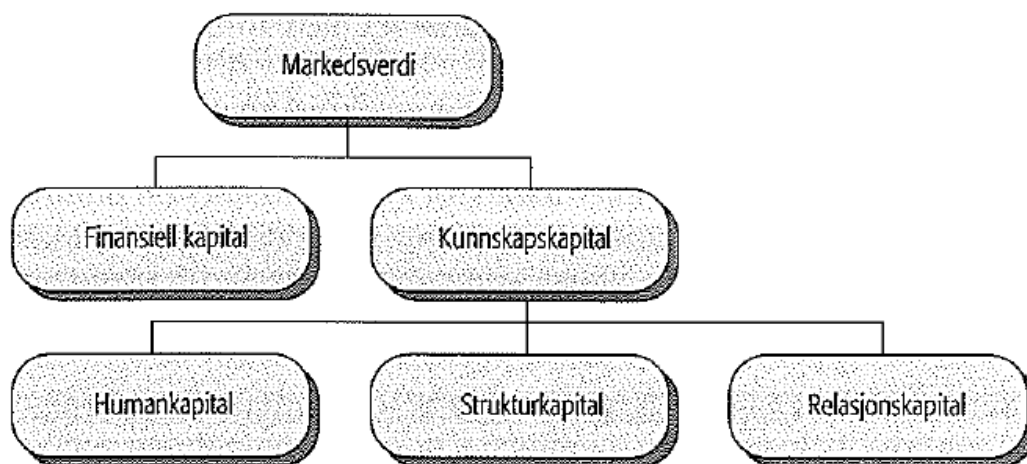 Markedsverdi
Finansiell kapital
Kunnskapskapital
Humankapital
Strukturkapital
Relasjonskapital